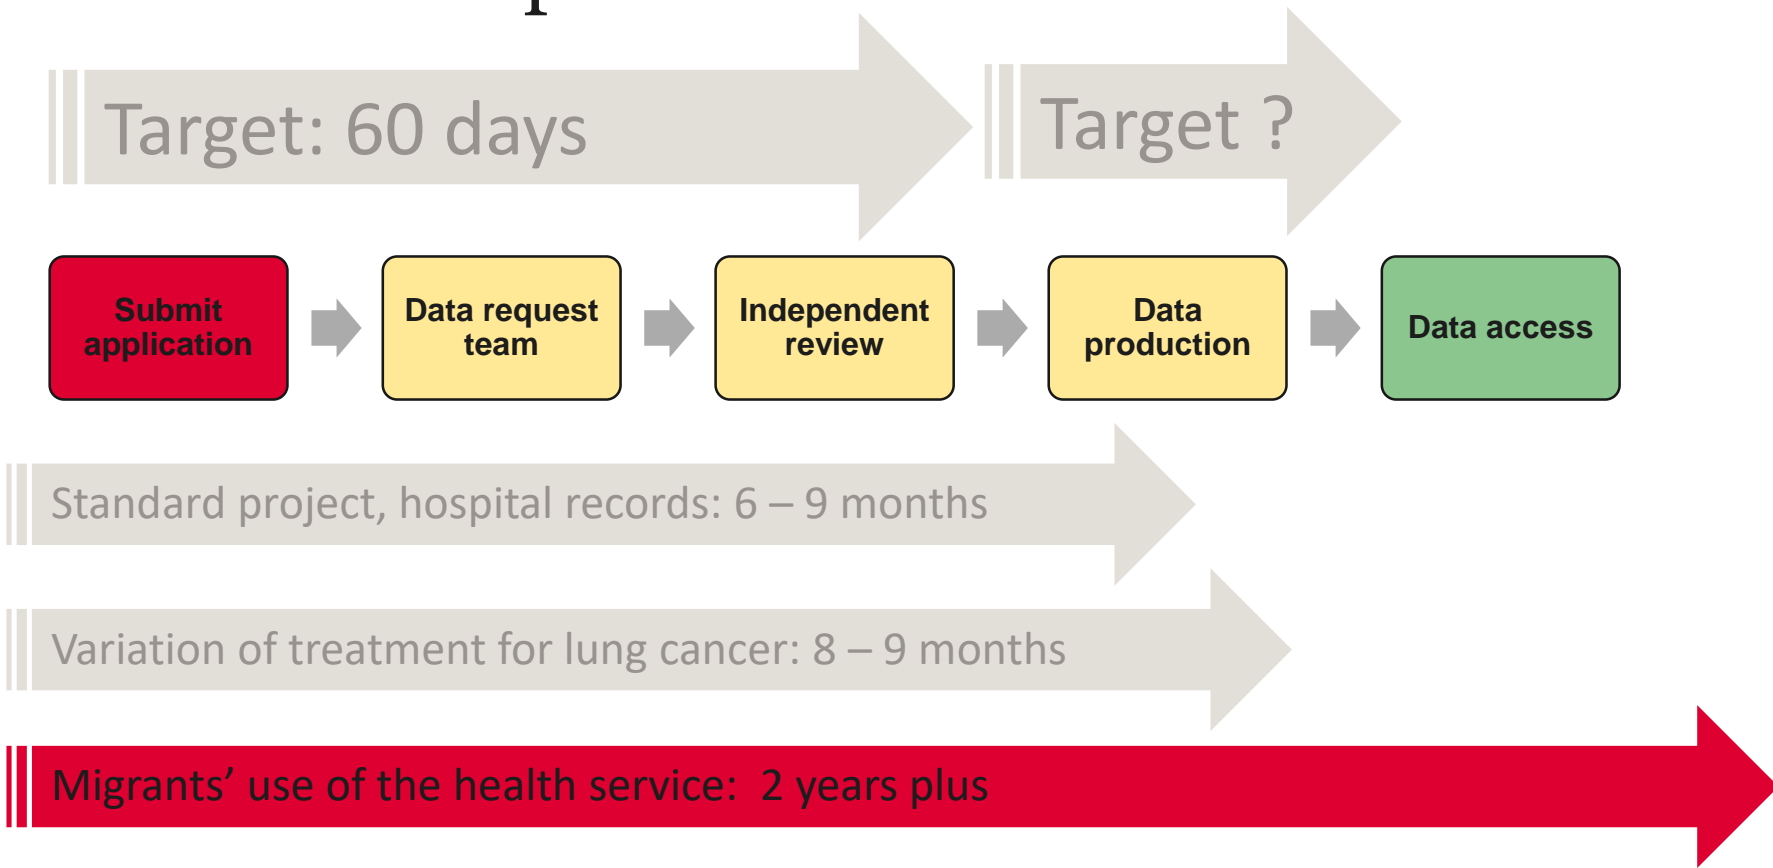 Target: 60 days
Target ?
Submit
application
Data request
team
Independent
review
Data
production
Data access
Standard project, hospital records: 6 – 9 months
Variation of treatment for lung cancer: 8 – 9 months
Migrants’ use of the health service:  2 years plus